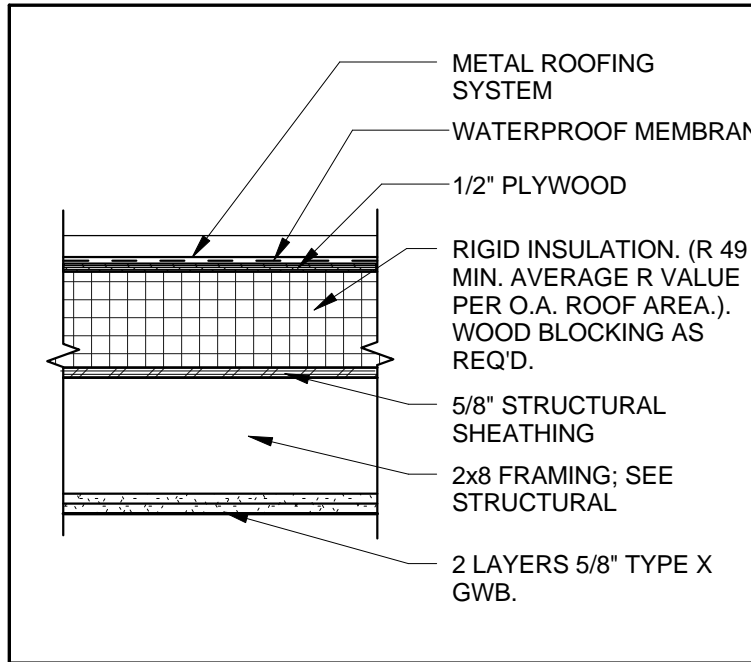 METAL ROOFING
SYSTEM
WATERPROOF MEMBRAN
1/2" PLYWOOD
RIGID INSULATION. (R 49
MIN. AVERAGE R VALUE
PER O.A. ROOF AREA.).
WOOD BLOCKING AS
REQ'D.
5/8" STRUCTURAL
SHEATHING
2x8 FRAMING; SEE
STRUCTURAL
2 LAYERS 5/8" TYPE X
GWB.